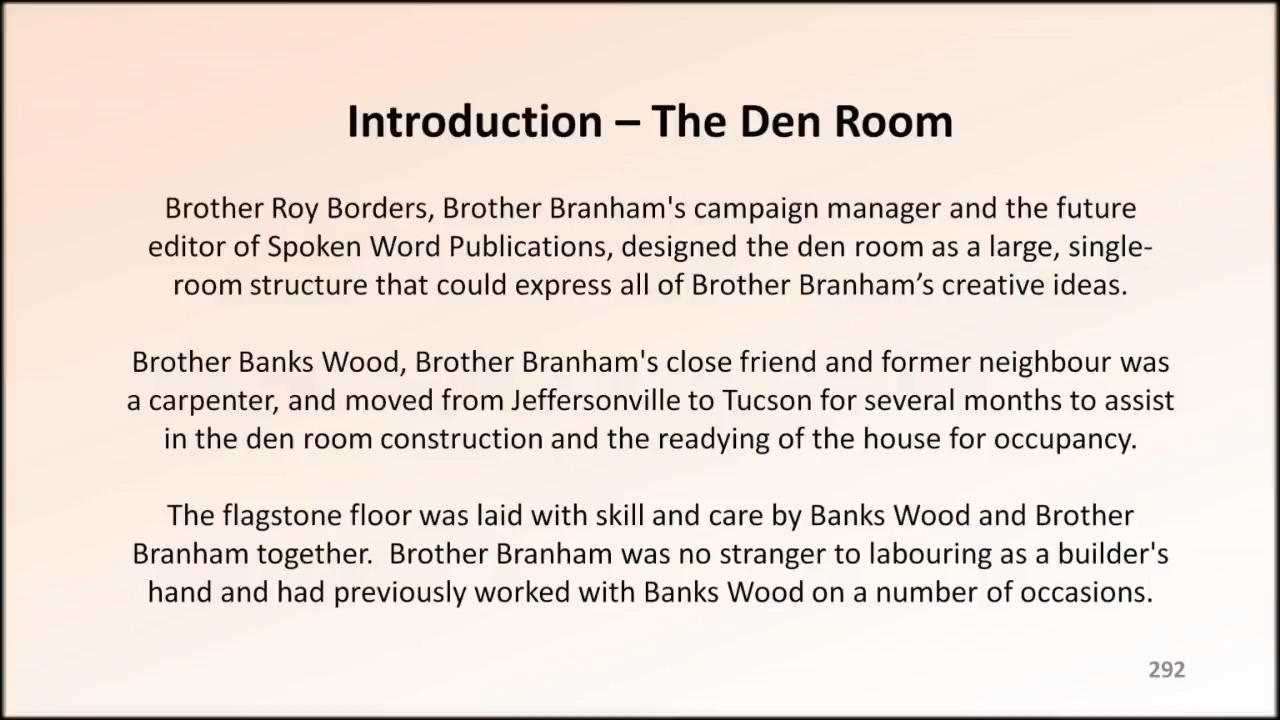 Introduction – The Den Room
Brother Roy Borders, Brother Branham's campaign manager and the future
editor of Spoken Word Publications, designed the den room as a large, single-
room structure that could express all of Brother Branham’s creative ideas.
Brother Banks Wood, Brother Branham's close friend and former neighbour was
a carpenter, and moved from Jeffersonville to Tucson for several months to assist
in the den room construction and the readying of the house for occupancy.
The flagstone floor was laid with skill and care by Banks Wood and Brother
Branham together.  Brother Branham was no stranger to labouring as a builder's
hand and had previously worked with Banks Wood on a number of occasions.
292